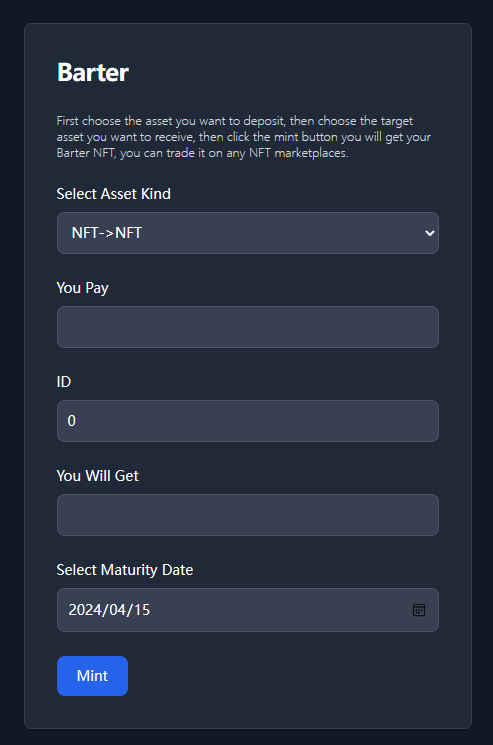 Barter
First choose the asset you want to deposit, then choose the target
asset you want to receive, then click the mint button you will get your
Barter NFT, you can trade it on any NFT marketplaces.
Select Asset Kind
NFT->NFT
You Pay
ID
0
You Will Get
Select Maturity Date
2024/04/15
Mint